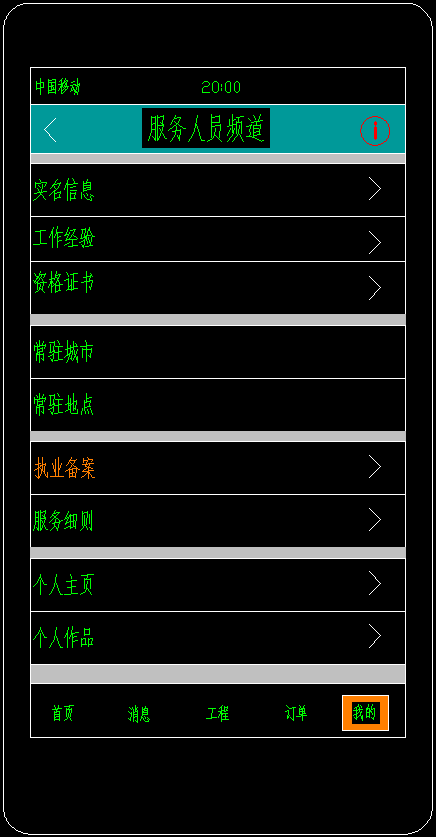 中国移动 20:00
服务人员频道
实名信息
工作经验
资格证书
常驻城市
常驻地点
执业备案
服务细则
个人主页
个人作品
首页 消息 工程 订单 我的